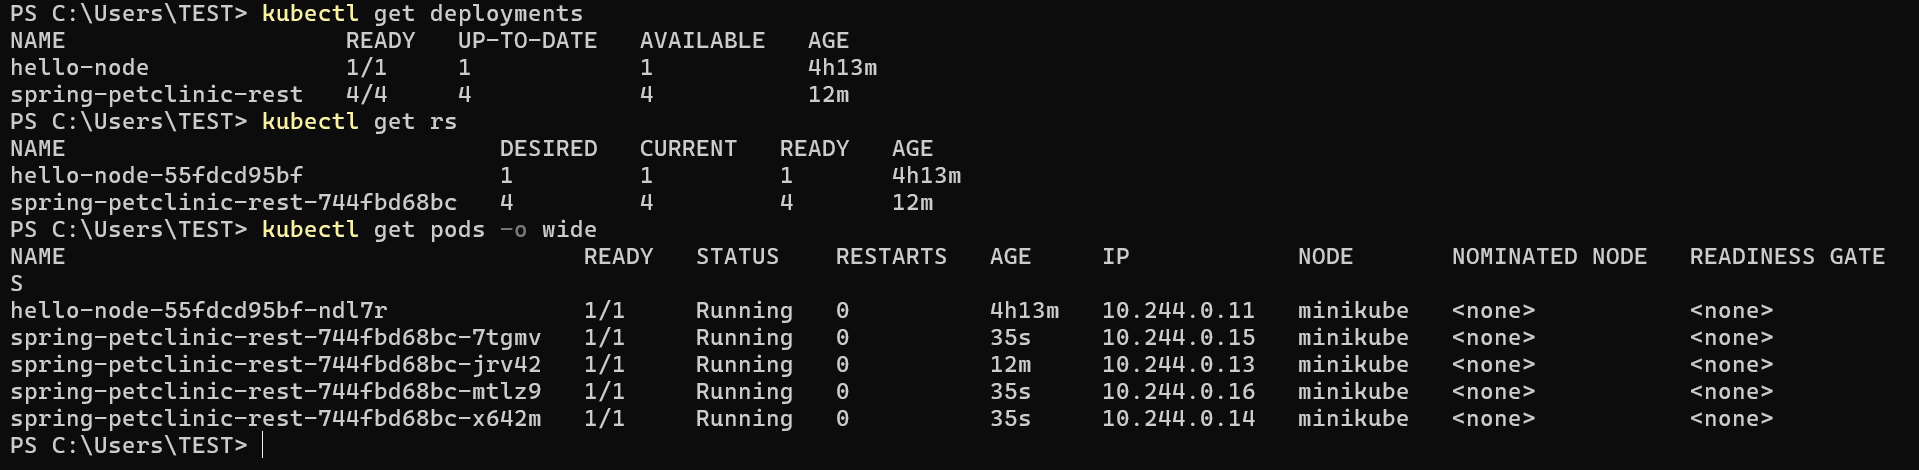 PS C:\Users\TEST> kubectl get deployments
NAME                    READY   UP-TO-DATE   AVAILABLE   AGE
hello-node              1/1     1            1           4h13m
spring-petclinic-rest   4/4     4            4           12m
PS C:\Users\TEST> kubectl get rs
NAME                               DESIRED   CURRENT   READY   AGE
hello-node-55fdcd95bf              1         1         1       4h13m
spring-petclinic-rest-744fbd68bc   4         4         4       12m
PS C:\Users\TEST> kubectl get pods -o wide
NAME                                     READY   STATUS    RESTARTS   AGE     IP            NODE       NOMINATED NODE   READINESS GATE
S
hello-node-55fdcd95bf-ndl7r              1/1     Running   0          4h13m   10.244.0.11   minikube   <none>           <none>
spring-petclinic-rest-744fbd68bc-7tgmv   1/1     Running   0          35s     10.244.0.15   minikube   <none>           <none>
spring-petclinic-rest-744fbd68bc-jrv42   1/1     Running   0          12m     10.244.0.13   minikube   <none>           <none>
spring-petclinic-rest-744fbd68bc-mtlz9   1/1     Running   0          35s     10.244.0.16   minikube   <none>           <none>
spring-petclinic-rest-744fbd68bc-x642m   1/1     Running   0          35s     10.244.0.14   minikube   <none>           <none>
PS C:\Users\TEST>